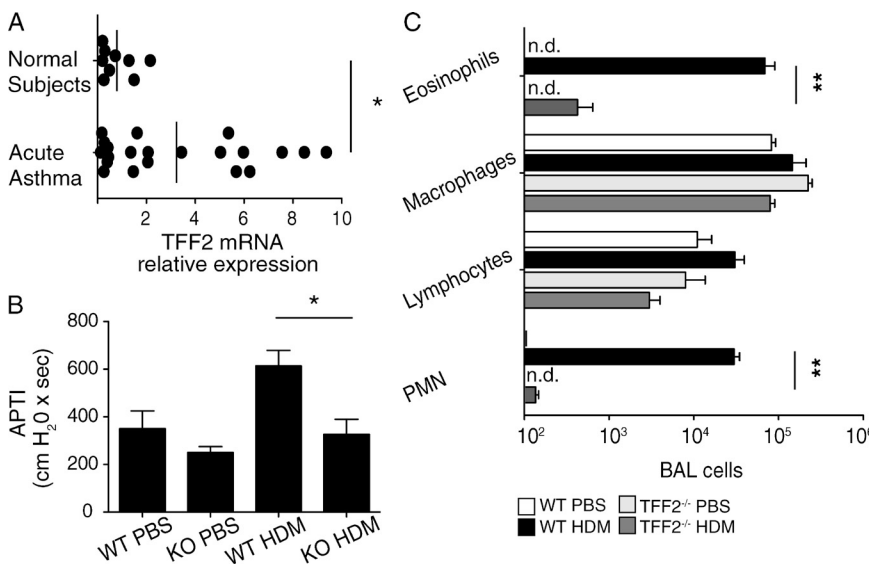 A
Normal
Subjects
*
Acute
Asthma
2 4 6 8 10
TFF2 mRNA
relative expression
B
800
600
400
200
0
APTI
(cm H₂0 x sec)
*
WT PBS KO PBS WT HDM KO HDM
C
Eosinophils
n.d.
n.d.
**
Macrophages
Lymphocytes
PMN
n.d.
**
10² 10³ 10⁴ 10⁵ 10⁶
BAL cells
WT PBS TFF2⁻/⁻ PBS
WT HDM TFF2⁻/⁻ HDM